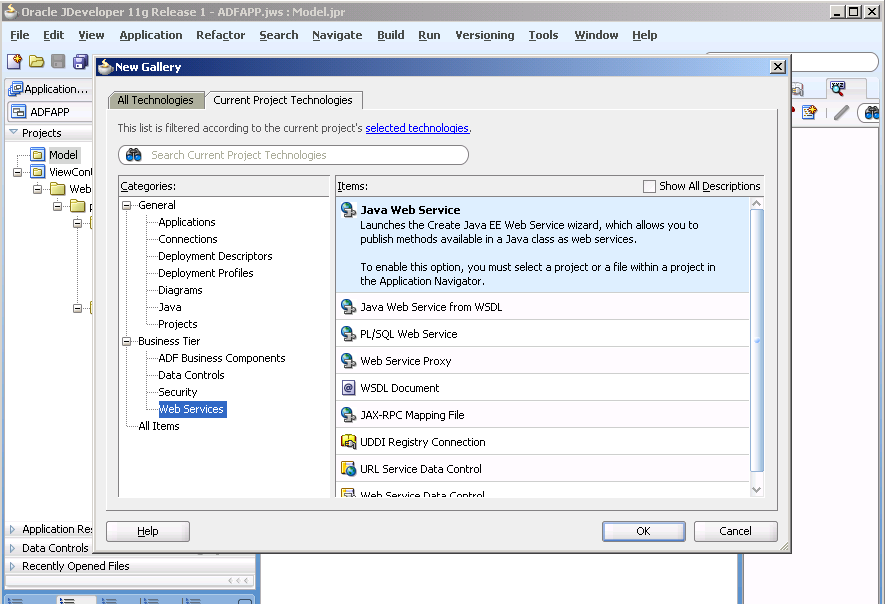 Oracle JDeveloper 11g Release 1 - ADFAPP.jws : Model.jpr
File Edit View Application Refactor Search Navigate Build Run Versioning Tools Window Help
New Gallery
Application...
ADFAPP
Projects
Model
ViewCont
Web
All Technologies
Current Project Technologies
This list is filtered according to the current project's selected technologies.
Search Current Project Technologies
Categories:
General
Applications
Connections
Deployment Descriptors
Deployment Profiles
Diagrams
Java
Projects
Business Tier
ADF Business Components
Data Controls
Security
Web Services
All Items
Items:
Show All Descriptions
Java Web Service
Launches the Create Java EE Web Service wizard, which allows you to
publish methods available in a Java class as web services.
To enable this option, you must select a project or a file within a project in
the Application Navigator.
Java Web Service from WSDL
PL/SQL Web Service
Web Service Proxy
WSDL Document
JAX-RPC Mapping File
UDDI Registry Connection
URL Service Data Control
Web Service Data Control
Application Res
Data Controls
Recently Opened Files
Help
OK
Cancel